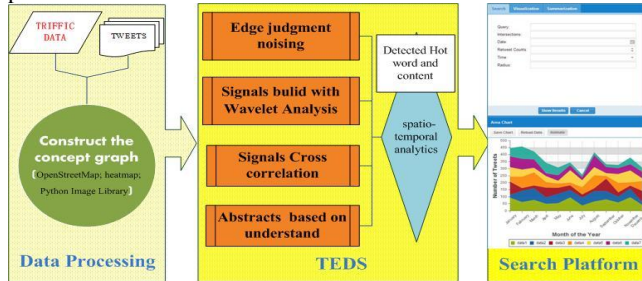 TRIFFIC
DATA
TWEETS
Construct the
concept graph
(OpenStreetMap; heatmap;
Python Image Library)
Data Processing
Edge judgment
noising
Signals bulid with
Wavelet Analysis
Signals Cross
correlation
Abstracts based on
understand
Detected Hot
word and
content
spatio-
temporal
analytics
TEDS
Search
Visualization
Summarization
Query:
Intersections:
Date:
Retweet Counts:
Time:
Radius:
Show Results
Cancel
Area Chart
Number of Tweets
Month of the Year
Search Platform